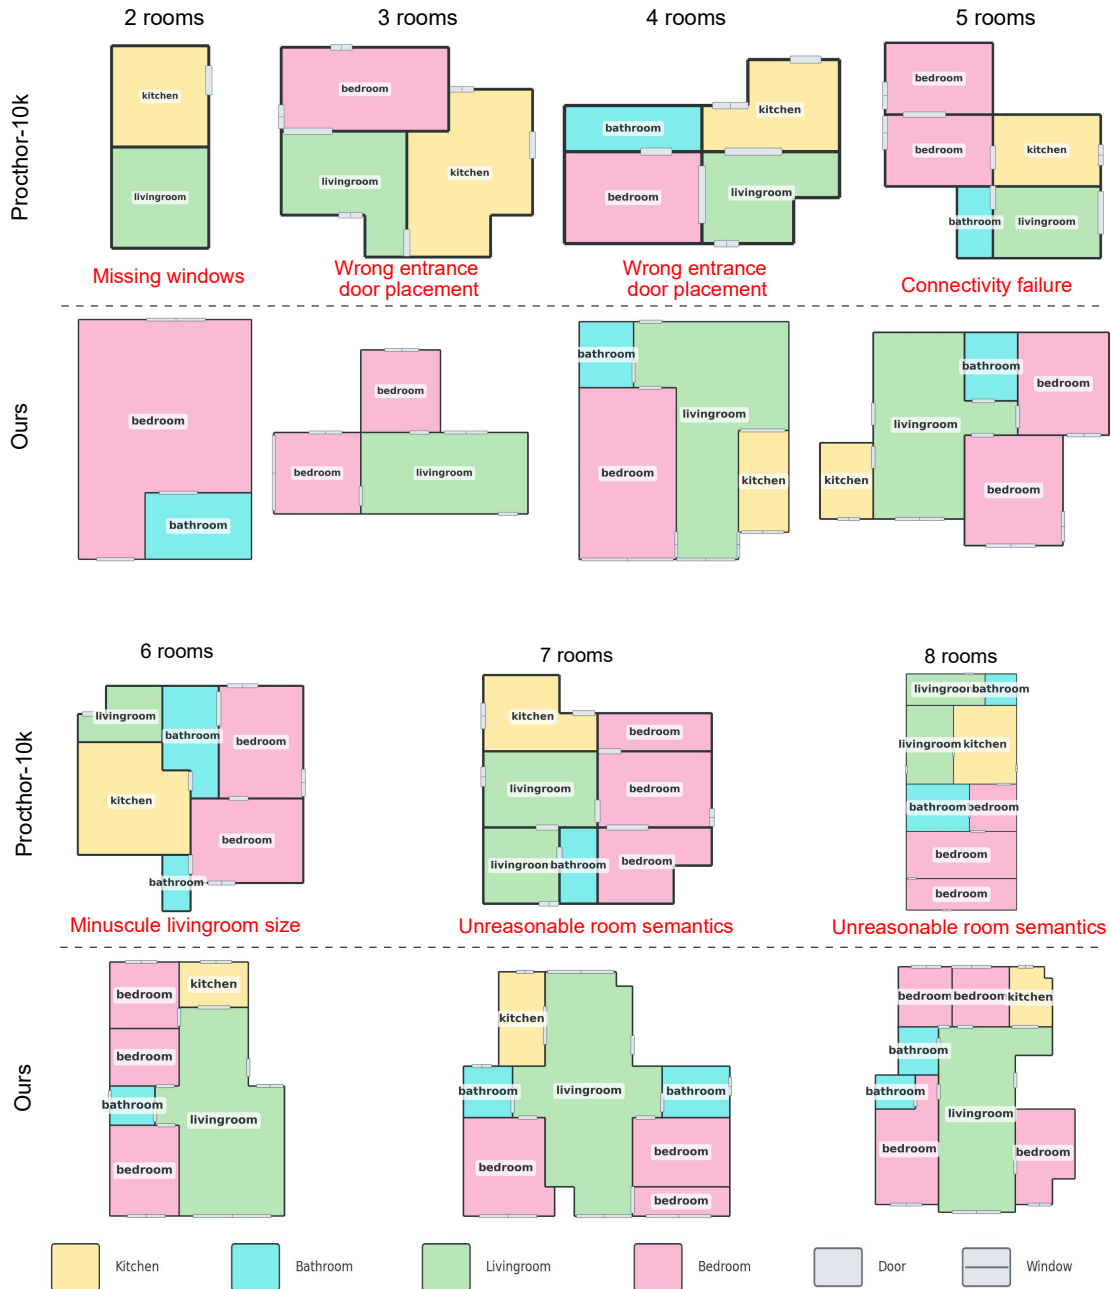 2 rooms
3 rooms
4 rooms
5 rooms
Procthor-10k
kitchen
livingroom
bedroom
livingroom
kitchen
bathroom
kitchen
bedroom
livingroom
bedroom
bedroom
kitchen
bathroom
livingroom
Missing windows
Wrong entrance
door placement
Wrong entrance
door placement
Connectivity failure
Ours
bedroom
bathroom
bedroom
bedroom
livingroom
bathroom
livingroom
bedroom
kitchen
bathroom
bedroom
livingroom
kitchen
bedroom
6 rooms
7 rooms
8 rooms
Procthor-10k
livingroom
bathroom
bedroom
kitchen
bedroom
bathroom
kitchen
bedroom
livingroom
bedroom
livingroom
bathroom
bedroom
livingroom
bathroom
livingroom
kitchen
bathroom
bedroom
bedroom
bedroom
Minuscule livingroom size
Unreasonable room semantics
Unreasonable room semantics
Ours
bedroom
kitchen
bedroom
bathroom
livingroom
bedroom
kitchen
bathroom
livingroom
bathroom
bedroom
bedroom
bedroom
bedroom
bedroom
kitchen
bathroom
bathroom
livingroom
bedroom
bedroom
Kitchen
Bathroom
Livingroom
Bedroom
Door
Window